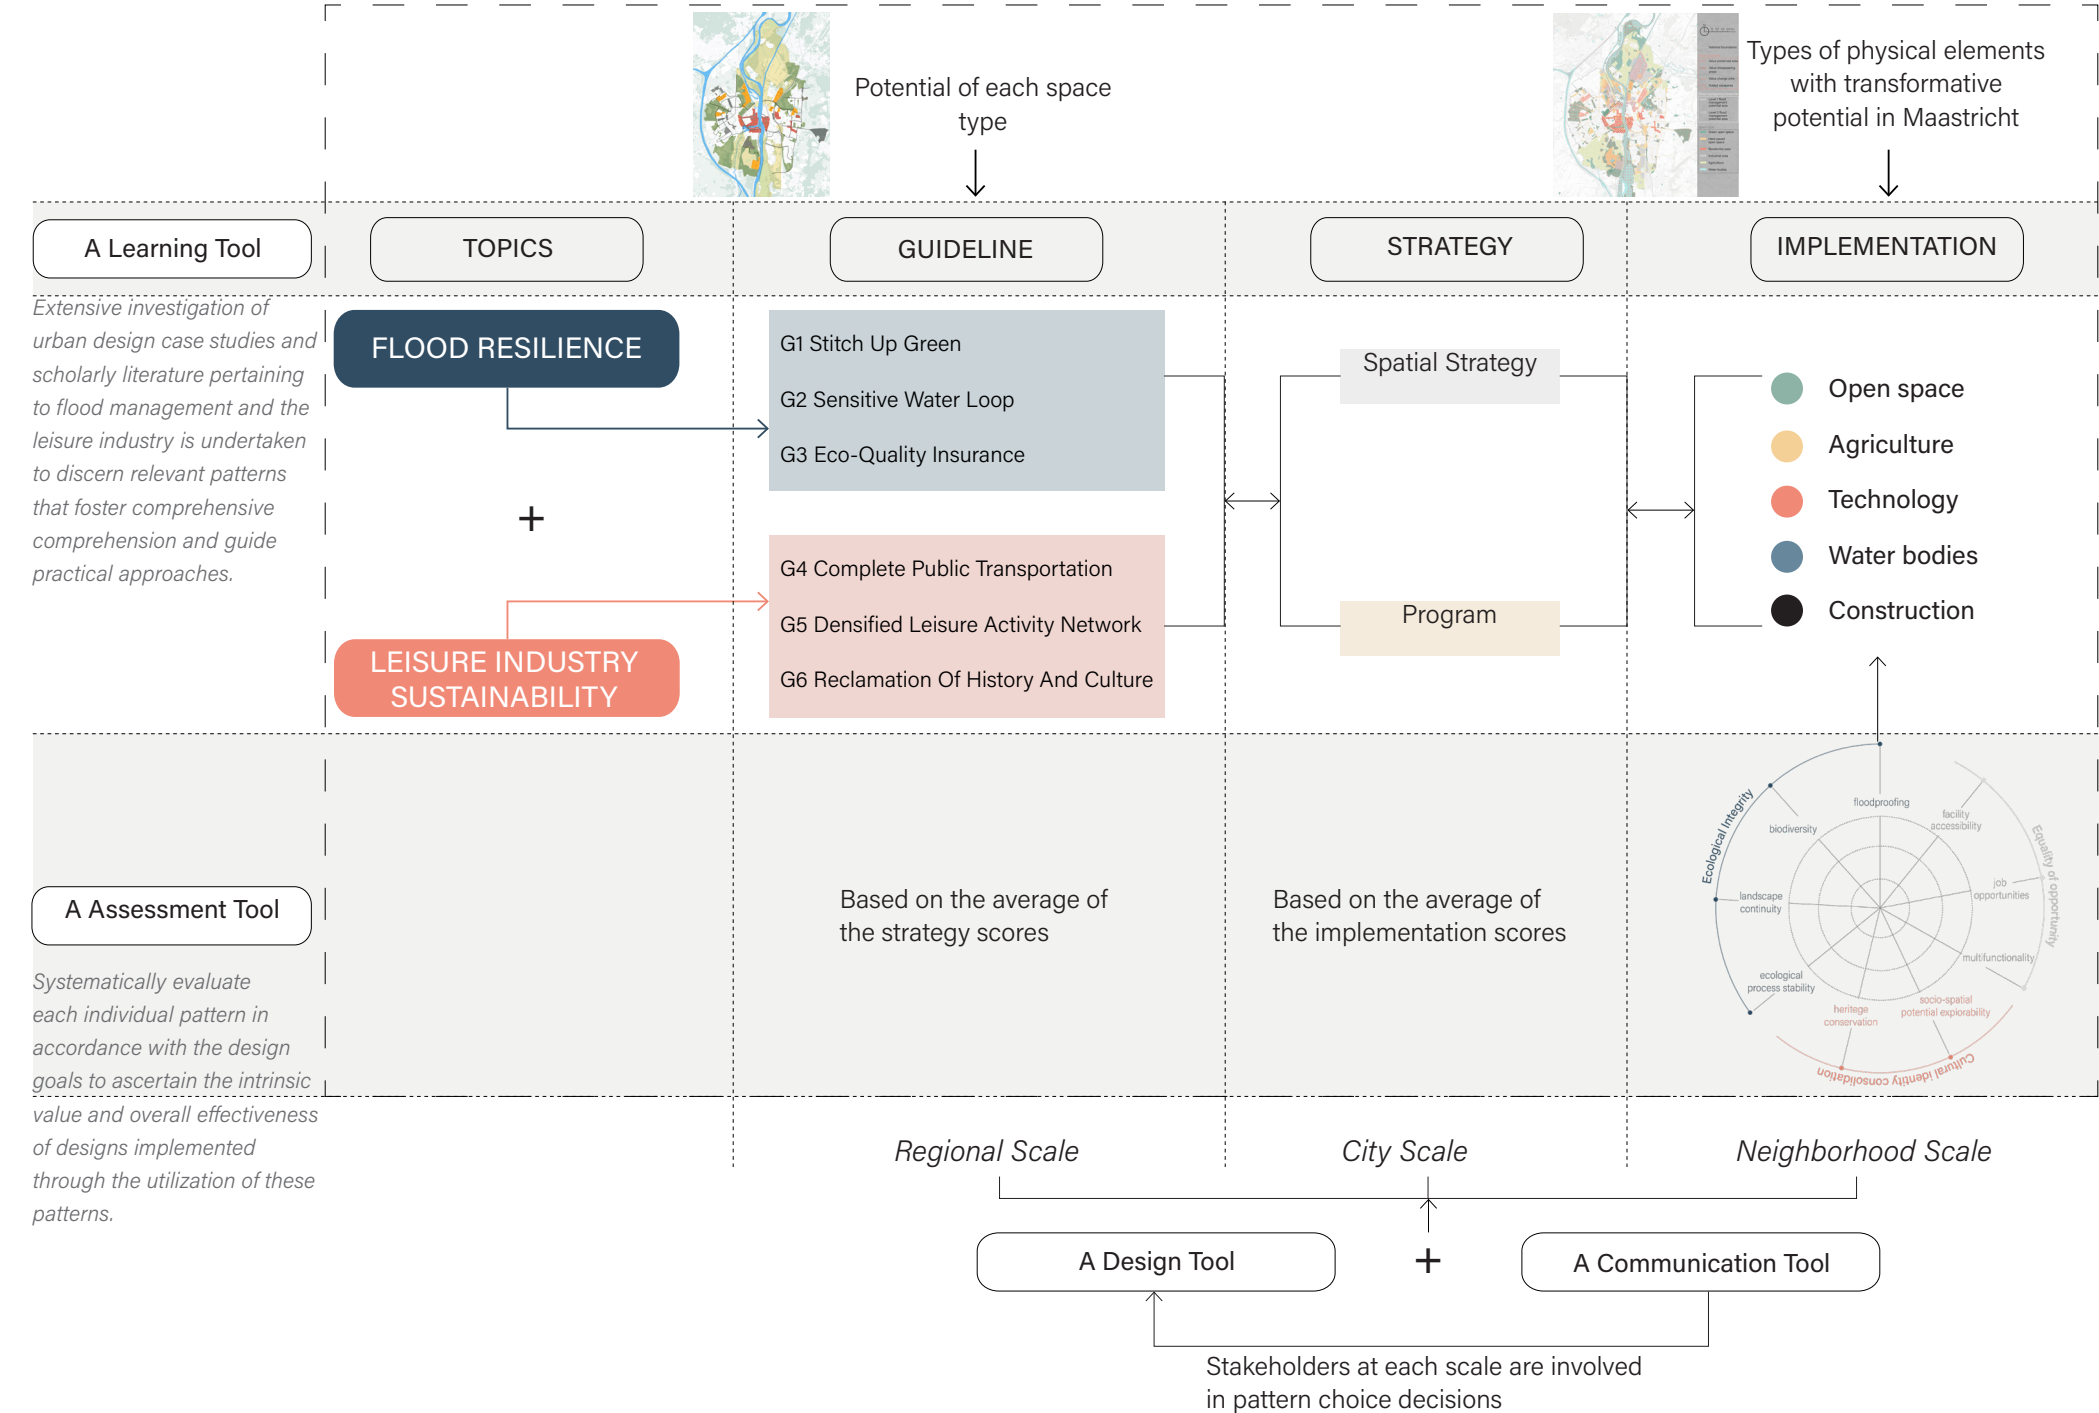 Potential of each space
type
Types of physical elements
with transformative
potential in Maastricht
A Learning Tool
TOPICS
GUIDELINE
STRATEGY
IMPLEMENTATION
Extensive investigation of
urban design case studies and
scholarly literature pertaining
to flood management and the
leisure industry is undertaken
to discern relevant patterns
that foster comprehensive
comprehension and guide
practical approaches.
FLOOD RESILIENCE
+
LEISURE INDUSTRY
SUSTAINABILITY
G1 Stitch Up Green
G2 Sensitive Water Loop
G3 Eco-Quality Insurance
G4 Complete Public Transportation
G5 Densified Leisure Activity Network
G6 Reclamation Of History And Culture
Spatial Strategy
Program
Open space
Agriculture
Technology
Water bodies
Construction
A Assessment Tool
Systematically evaluate
each individual pattern in
accordance with the design
goals to ascertain the intrinsic
value and overall effectiveness
of designs implemented
through the utilization of these
patterns.
Based on the average of
the strategy scores
Based on the average of
the implementation scores
Ecological Integrity
Equality of opportunity
Cultural identity consolidation
floodproofing
facility
accessibility
biodiversity
job
opportunities
landscape
continuity
multifunctionality
ecological
process stability
socio-spatial
potential explorability
heritege
conservation
Regional Scale
City Scale
Neighborhood Scale
A Design Tool
+
A Communication Tool
Stakeholders at each scale are involved
in pattern choice decisions